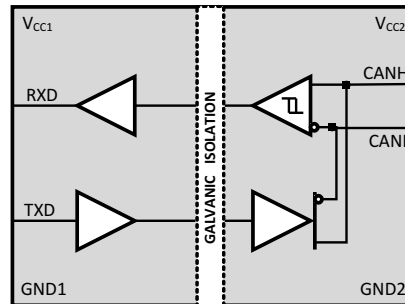 VCC1
VCC2
RXD
CANH
CANL
GALVANIC ISOLATION
TXD
GND1
GND2